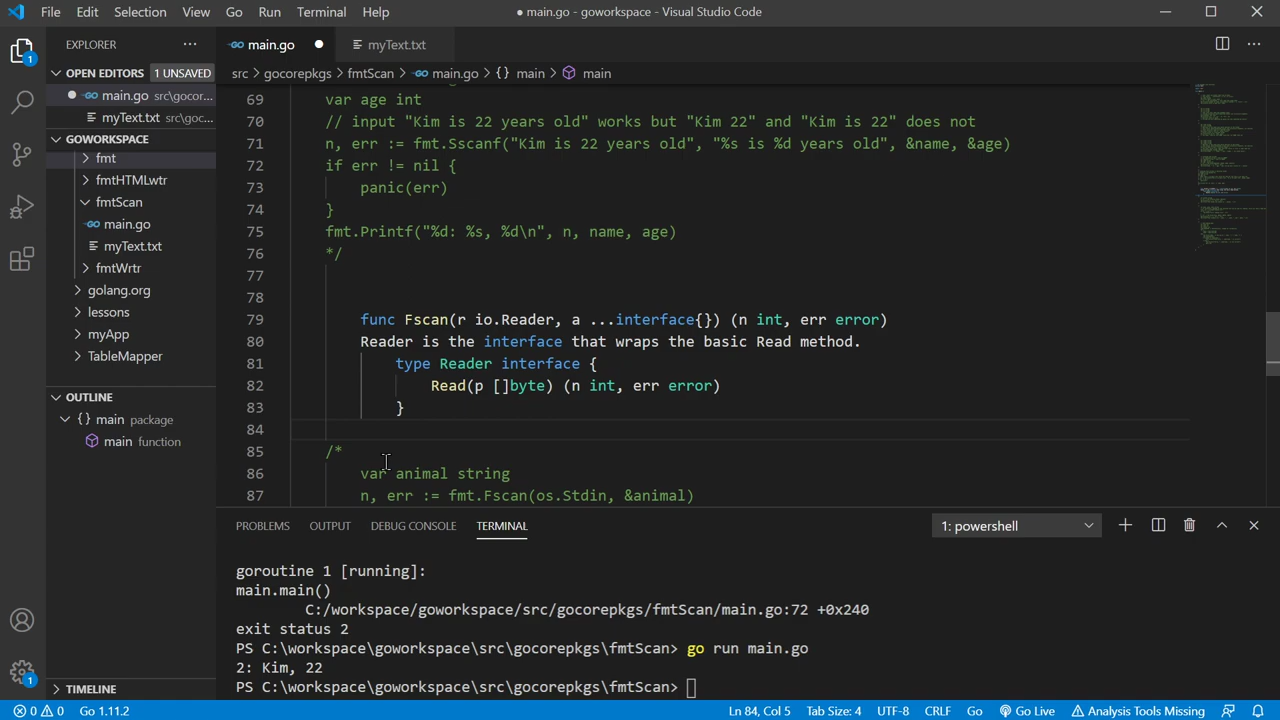 File Edit Selection View Go Run Terminal Help
● main.go - goworkspace - Visual Studio Code
EXPLORER
main.go
myText.txt
OPEN EDITORS 1 UNSAVED
src > gocorepkgs > fmtScan > main.go > {} main > main
main.go src\gocor...
myText.txt src\goc...
GOWORKSPACE
fmt
fmtHTMLwtr
fmtScan
main.go
myText.txt
fmtWrtr
golang.org
lessons
myApp
TableMapper
OUTLINE
{} main package
main function
TIMELINE
69 var age int
70 // input "Kim is 22 years old" works but "Kim 22" and "Kim is 22" does not
71 n, err := fmt.Sscanf("Kim is 22 years old", "%s is %d years old", &name, &age)
72 if err != nil {
73 panic(err)
74 }
75 fmt.Printf("%d: %s, %d\n", n, name, age)
76 */
77
78
79 func Fscan(r io.Reader, a ...interface{}) (n int, err error)
80 Reader is the interface that wraps the basic Read method.
81 type Reader interface {
82 Read(p []byte) (n int, err error)
83 }
84
85 /*
86 var animal string
87 n, err := fmt.Fscan(os.Stdin, &animal)
PROBLEMS OUTPUT DEBUG CONSOLE TERMINAL
1: powershell
goroutine 1 [running]:
main.main()
C:/workspace/goworkspace/src/gocorepkgs/fmtScan/main.go:72 +0x240
exit status 2
PS C:\workspace\goworkspace\src\gocorepkgs\fmtScan> go run main.go
2: Kim, 22
PS C:\workspace\goworkspace\src\gocorepkgs\fmtScan>
1
1
0 0 Go 1.11.2
Ln 84, Col 5 Tab Size: 4 UTF-8 CRLF Go Go Live Analysis Tools Missing